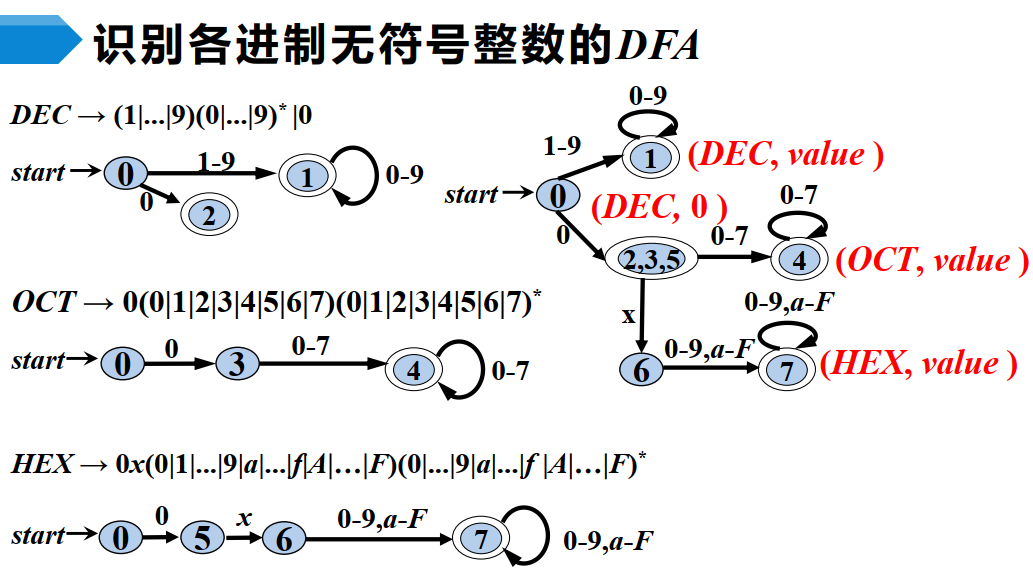 识别各进制无符号整数的DFA
DEC → (1|...|9)(0|...|9)* |0
start
0
1-9
1
0-9
0
2
OCT → 0(0|1|2|3|4|5|6|7)(0|1|2|3|4|5|6|7)*
start
0
0
3
0-7
4
0-7
HEX → 0x(0|1|...|9|a|...|f|A|…|F)(0|...|9|a|...|f |A|…|F)*
start
0
0
5
x
6
0-9,a-F
7
0-9,a-F
0-9
1-9
1
(DEC, value )
start
0
(DEC, 0 )
0
2,3,5
0-7
0-7
4
(OCT, value )
x
0-9,a-F
6
0-9,a-F
7
(HEX, value )